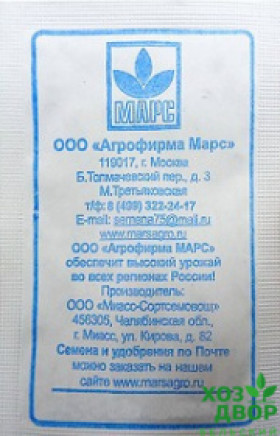 МАРС
ООО «Агрофирма Марс»
119017, г. Москва
Б.Толмачевский пер., д. 3
М.Третьяковская
т/ф: 8 (499) 322-24-17
E-mail: semena75@mail.ru
www.marsagro.ru
ООО «Агрофирма МАРС»
обеспечит высокий урожай
во всех регионах России!
Производитель:
ООО «Миасс-Сортсемовощ»
456305, Челябинская обл.,
г. Миасс, ул. Кирова, д. 82
Семена и удобрения по Почте
можно заказать на нашем
сайте www.marsagro.ru
ХОЗ
ДВОР